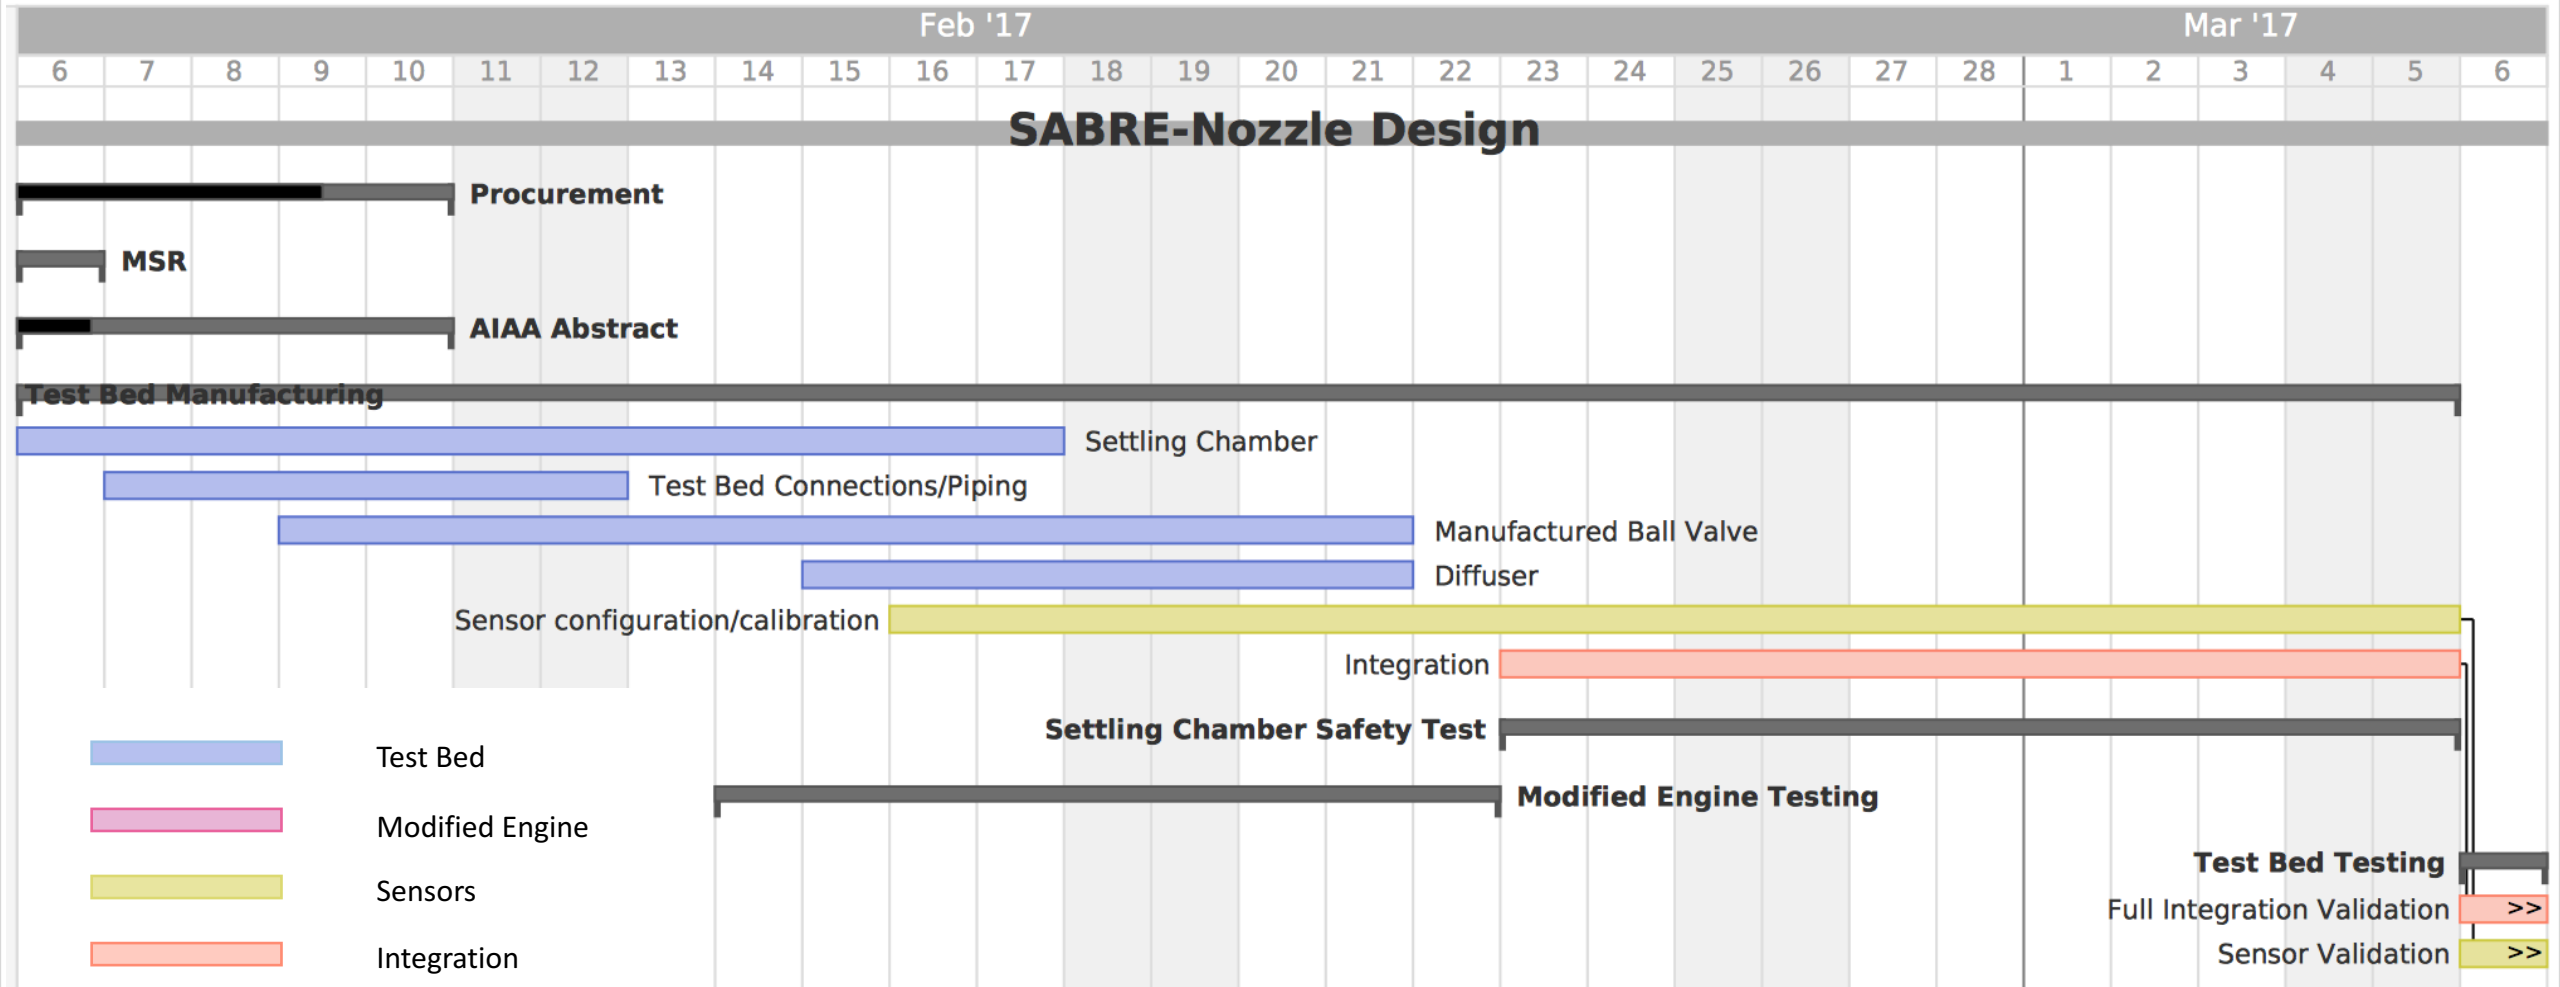 Feb '17 Mar '17
6 7 8 9 10 11 12 13 14 15 16 17 18 19 20 21 22 23 24 25 26 27 28 1 2 3 4 5 6
SABRE-Nozzle Design
Procurement
MSR
AIAA Abstract
Test Bed Manufacturing
Settling Chamber
Test Bed Connections/Piping
Manufactured Ball Valve
Diffuser
Sensor configuration/calibration
Integration
Settling Chamber Safety Test
Modified Engine Testing
Test Bed Testing
Full Integration Validation >>
Sensor Validation >>
Test Bed
Modified Engine
Sensors
Integration